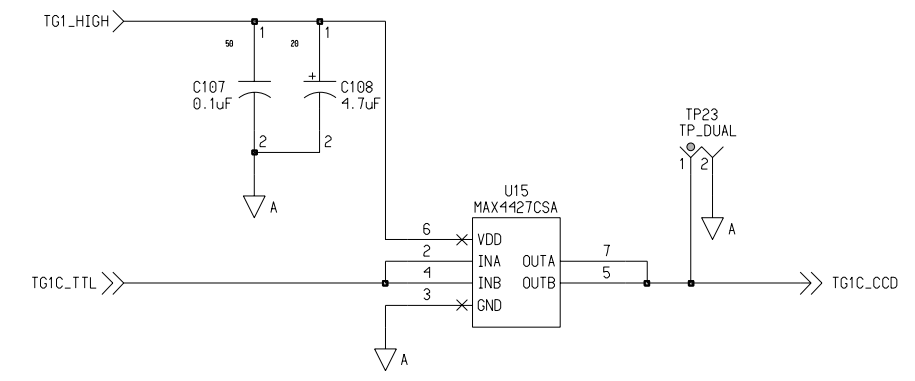 TG1_HIGH
1
1
50
20
C107
0.1uF
+
C108
4.7uF
2
2
A
TP23
TP_DUAL
1
2
A
U15
MAX4427CSA
6
VDD
2
INA
OUTA
7
TG1C_TTL
4
INB
OUTB
5
TG1C_CCD
3
GND
A